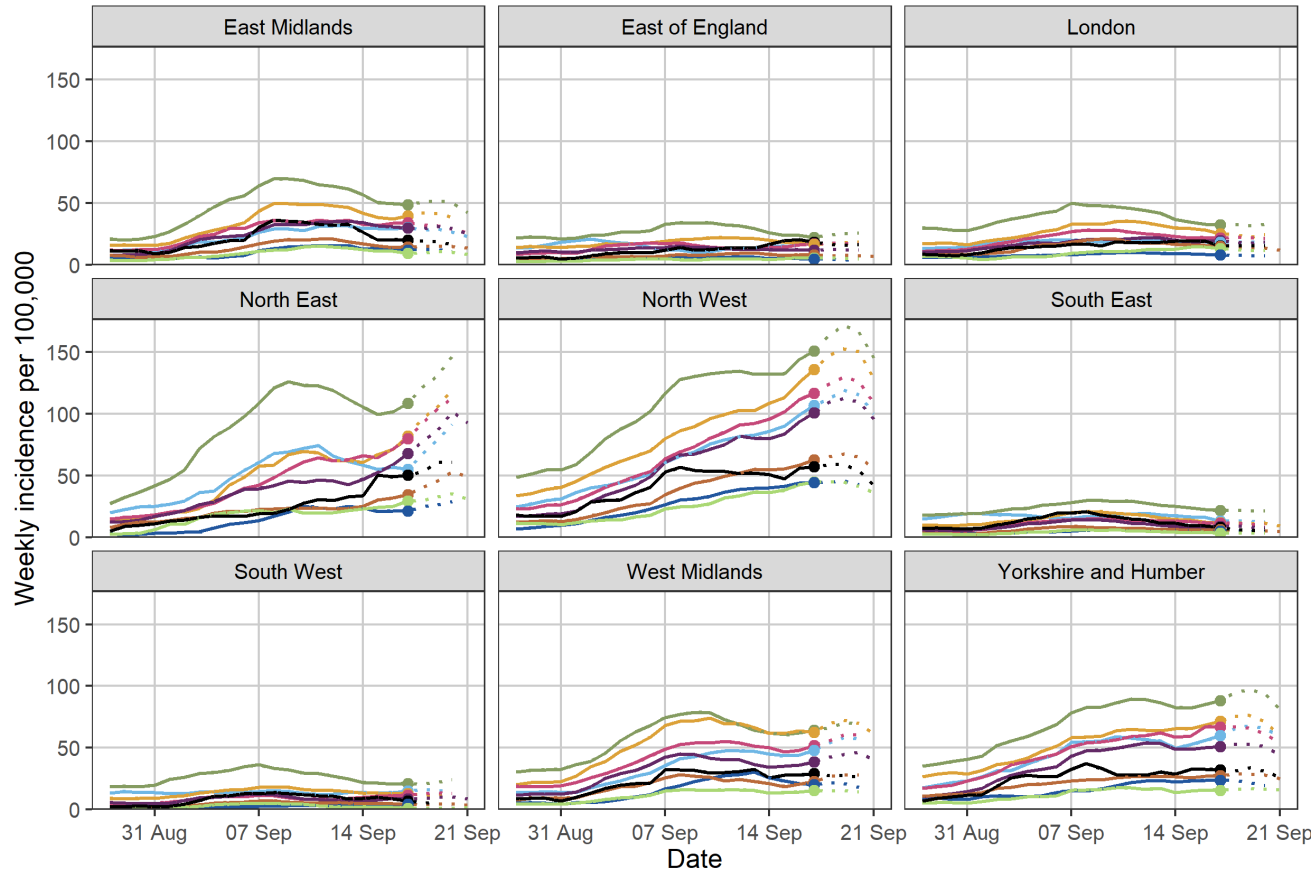 East Midlands East of England London
150
100
50
0
North East North West South East
150
100
50
0
South West West Midlands Yorkshire and Humber
150
100
50
0
31 Aug 07 Sep 14 Sep 21 Sep 31 Aug 07 Sep 14 Sep 21 Sep 31 Aug 07 Sep 14 Sep 21 Sep
Date
Weekly incidence per 100,000